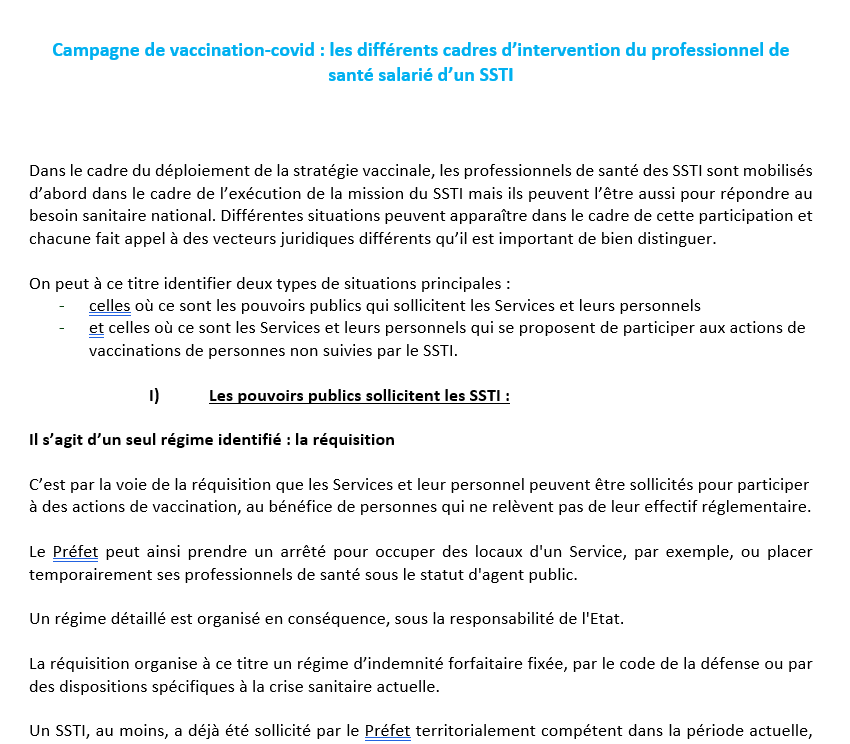 Campagne de vaccination-covid : les différents cadres d’intervention du professionnel de
santé salarié d’un SSTI
Dans le cadre du déploiement de la stratégie vaccinale, les professionnels de santé des SSTI sont mobilisés
d’abord dans le cadre de l’exécution de la mission du SSTI mais ils peuvent l’être aussi pour répondre au
besoin sanitaire national. Différentes situations peuvent apparaître dans le cadre de cette participation et
chacune fait appel à des vecteurs juridiques différents qu’il est important de bien distinguer.
On peut à ce titre identifier deux types de situations principales :
- celles où ce sont les pouvoirs publics qui sollicitent les Services et leurs personnels
- et celles où ce sont les Services et leurs personnels qui se proposent de participer aux actions de
vaccinations de personnes non suivies par le SSTI.
I) Les pouvoirs publics sollicitent les SSTI :
Il s’agit d’un seul régime identifié : la réquisition
C’est par la voie de la réquisition que les Services et leur personnel peuvent être sollicités pour participer
à des actions de vaccination, au bénéfice de personnes qui ne relèvent pas de leur effectif réglementaire.
Le Préfet peut ainsi prendre un arrêté pour occuper des locaux d'un Service, par exemple, ou placer
temporairement ses professionnels de santé sous le statut d'agent public.
Un régime détaillé est organisé en conséquence, sous la responsabilité de l'Etat.
La réquisition organise à ce titre un régime d’indemnité forfaitaire fixée, par le code de la défense ou par
des dispositions spécifiques à la crise sanitaire actuelle.
Un SSTI, au moins, a déjà été sollicité par le Préfet territorialement compétent dans la période actuelle,